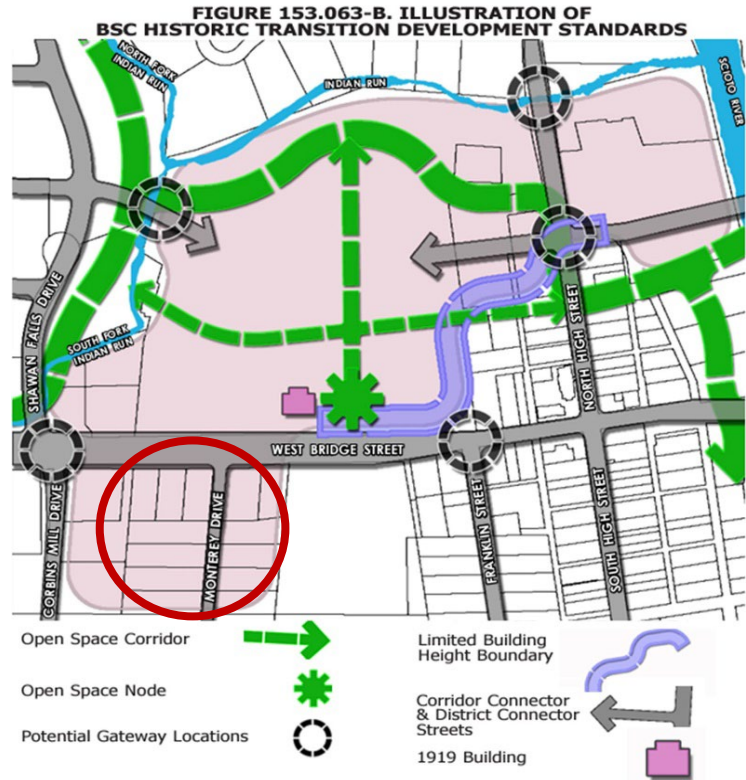 FIGURE 153.063-B. ILLUSTRATION OF
BSC HISTORIC TRANSITION DEVELOPMENT STANDARDS
NORTH FORK
INDIAN RUN
INDIAN RUN
SCIOTO RIVER
SHAWAN FALLS DRIVE
SOUTH FORK
INDIAN RUN
NORTH HIGH STREET
WEST BRIDGE STREET
CORBINS MILL DRIVE
MONTEREY DRIVE
FRANKLIN STREET
SOUTH HIGH STREET
Open Space Corridor
Open Space Node
Potential Gateway Locations
Limited Building
Height Boundary
Corridor Connector
& District Connector
Streets
1919 Building